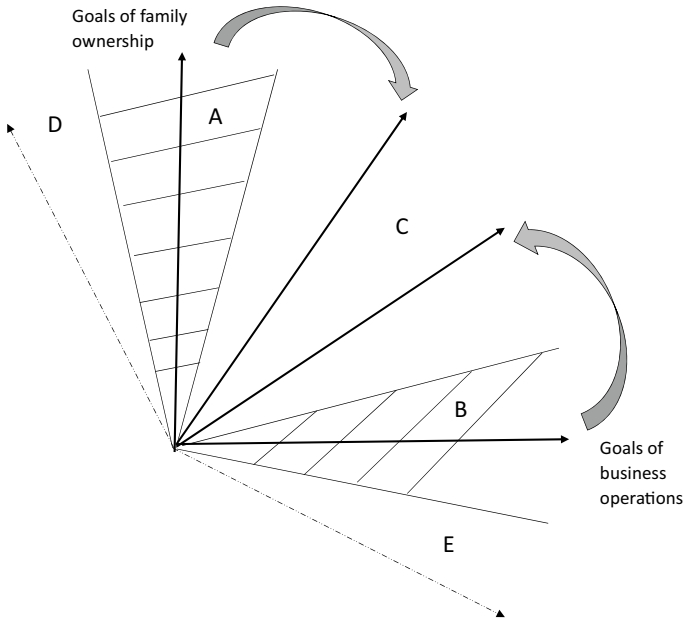 Goals of family
ownership
D
A
C
B
Goals of
business
operations
E